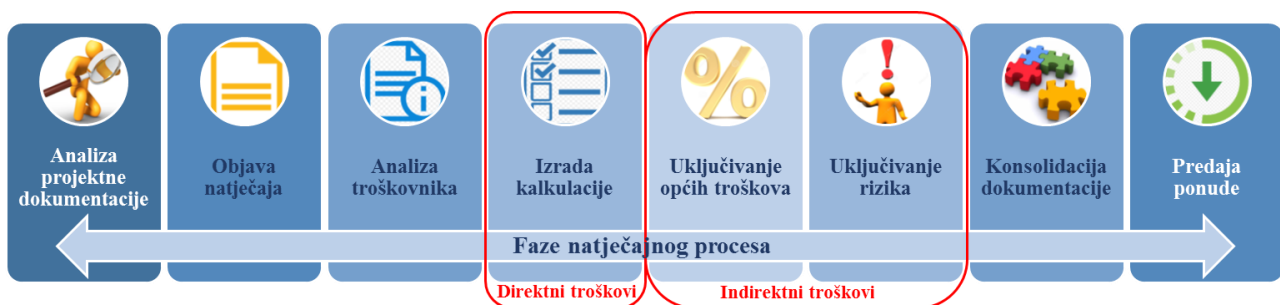 Analiza
projektne
dokumentacije
Objava
natječaja
Analiza
troškovnika
Izrada
kalkulacije
Uključivanje
općih troškova
Uključivanje
rizika
Konsolidacija
dokumentacije
Predaja
ponude
Faze natječajnog procesa
Direktni troškovi
Indirektni troškovi